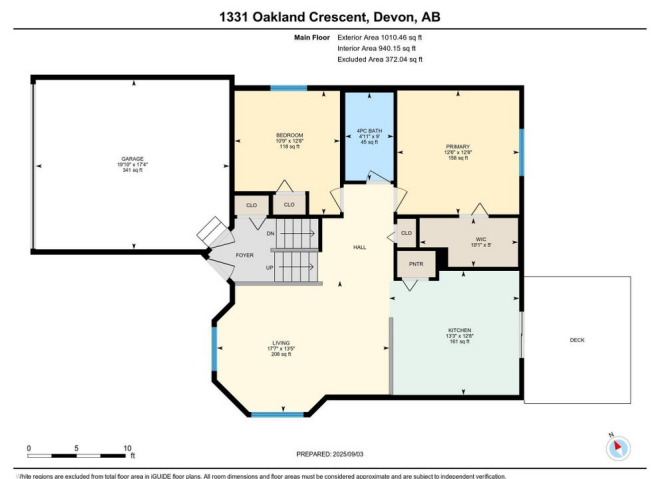 1331 Oakland Crescent, Devon, AB
Main Floor Exterior Area 1010.46 sq ft
Interior Area 940.15 sq ft
Excluded Area 372.04 sq ft
GARAGE
19'10" x 17'4"
341 sq ft
BEDROOM
10'9" x 12'6"
118 sq ft
4PC BATH
4'11" x 9'
45 sq ft
PRIMARY
12'6" x 12'8"
158 sq ft
CLO
CLO
DN
FOYER
UP
HALL
CLO
WIC
10'1" x 5'
PNTR
LIVING
17'7" x 13'5"
208 sq ft
KITCHEN
13'3" x 12'8"
161 sq ft
DECK
0 5 10
ft
PREPARED: 2025/09/03
N
White regions are excluded from total floor area in iGUIDE floor plans. All room dimensions and floor areas must be considered approximate and are subject to independent verification.